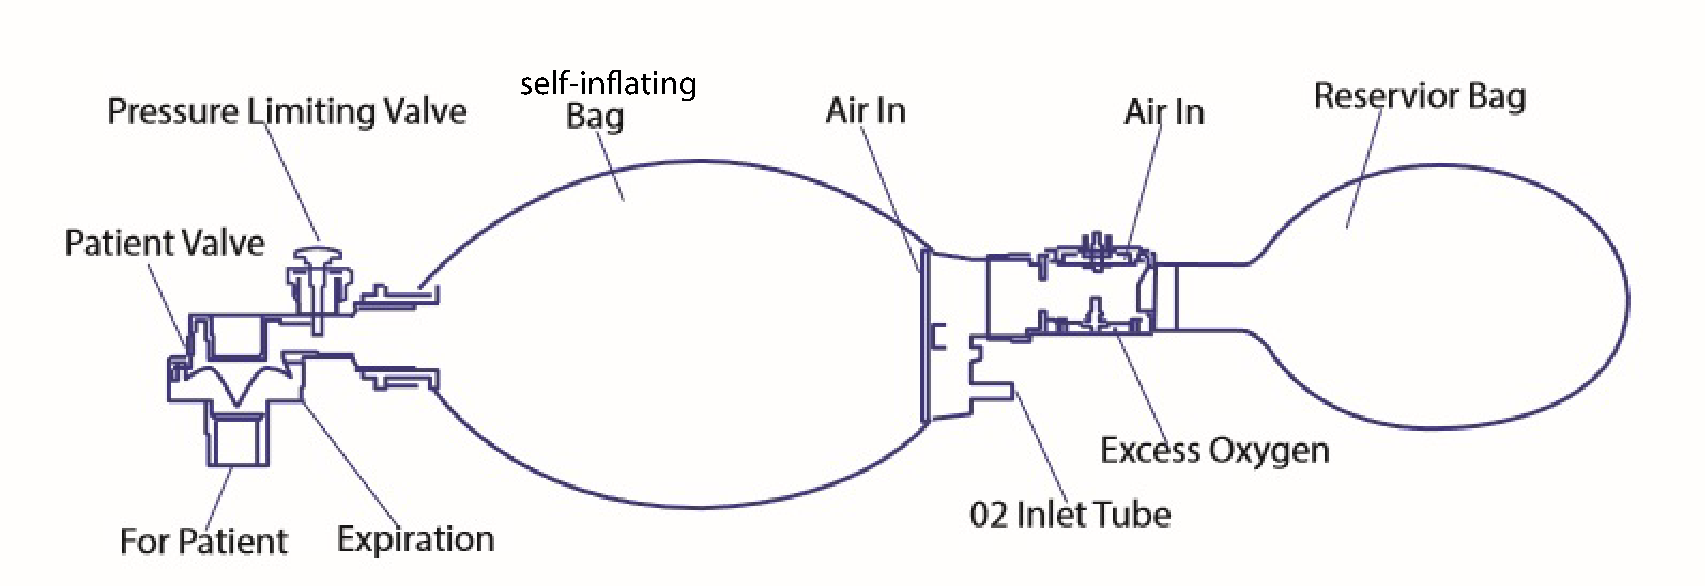 self-inflating
Bag
Pressure Limiting Valve
Air In
Air In
Reservior Bag
Patient Valve
Excess Oxygen
02 Inlet Tube
For Patient
Expiration